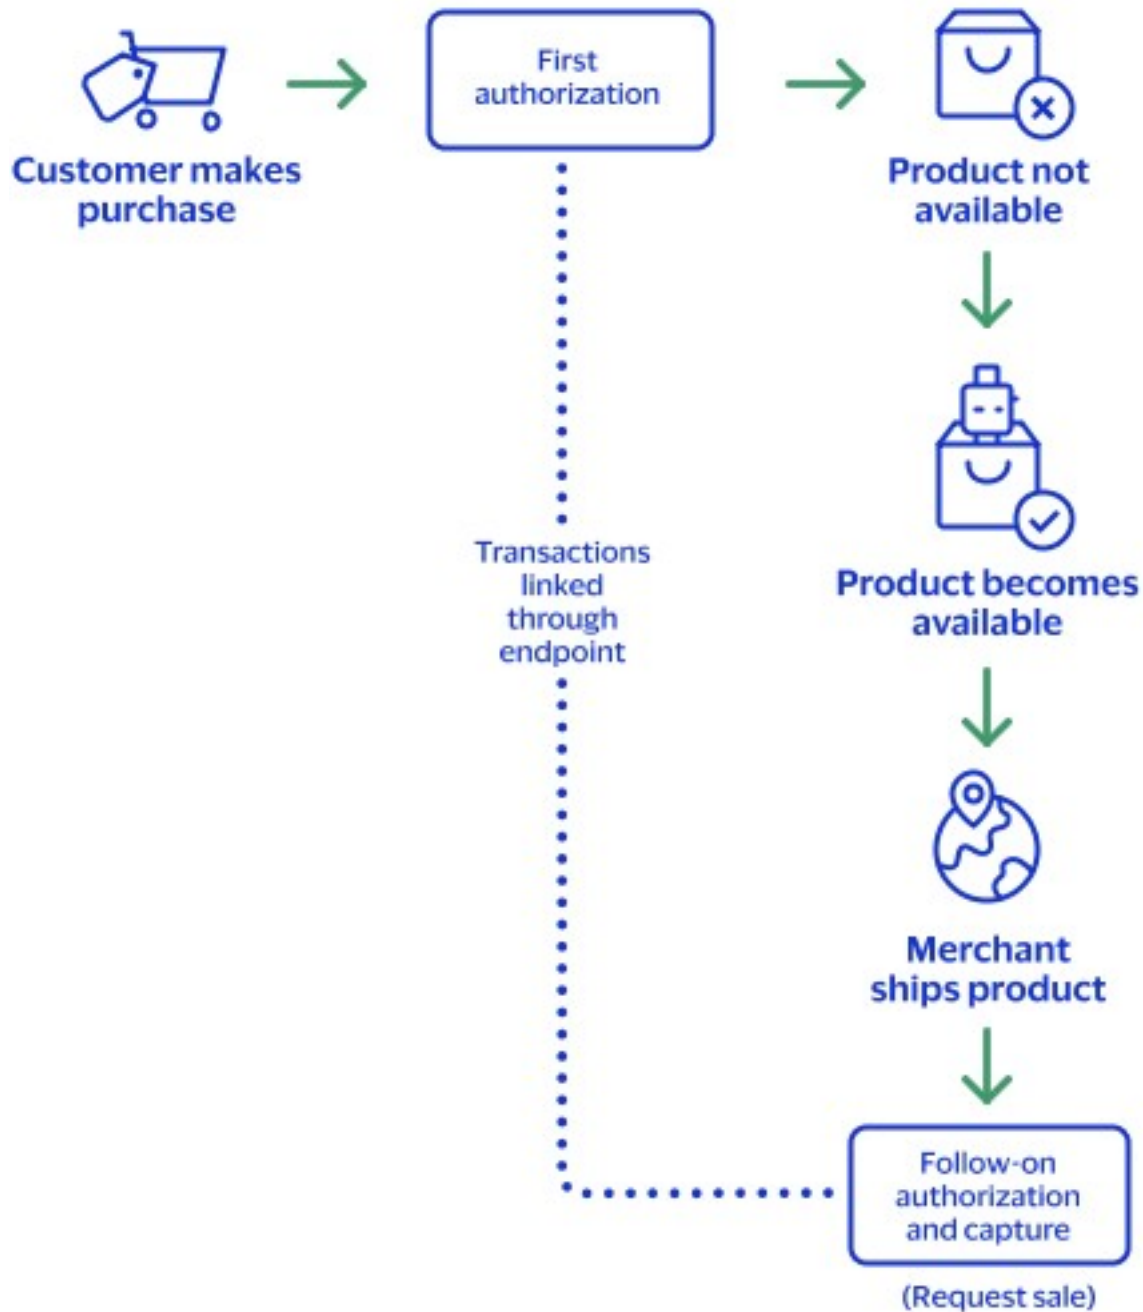 Customer makes
purchase
First
authorization
Product not
available
Product becomes
available
Transactions
linked
through
endpoint
Merchant
ships product
Follow-on
authorization
and capture
(Request sale)